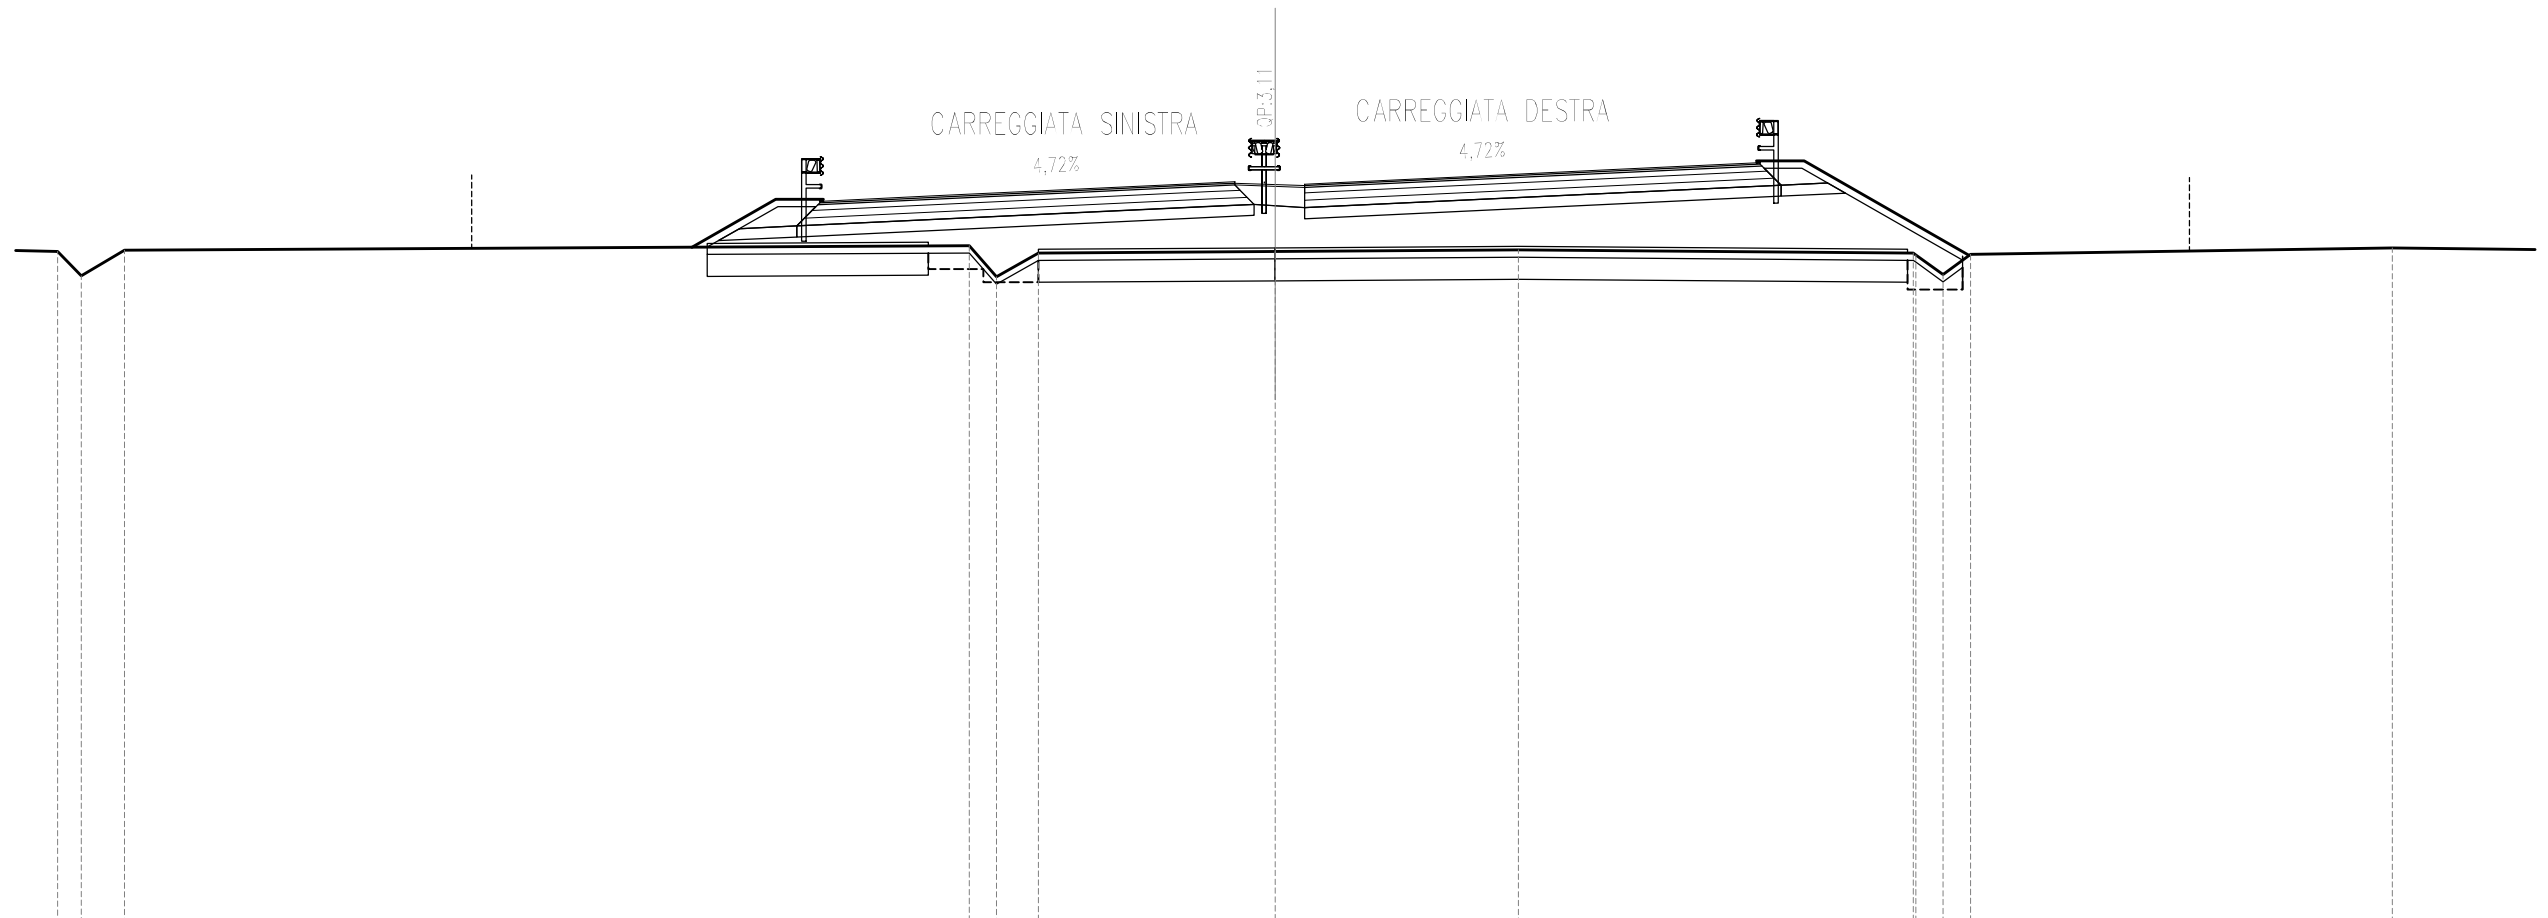 QP:3,11
CARREGGIATA SINISTRA
4,72%
CARREGGIATA DESTRA
4,72%